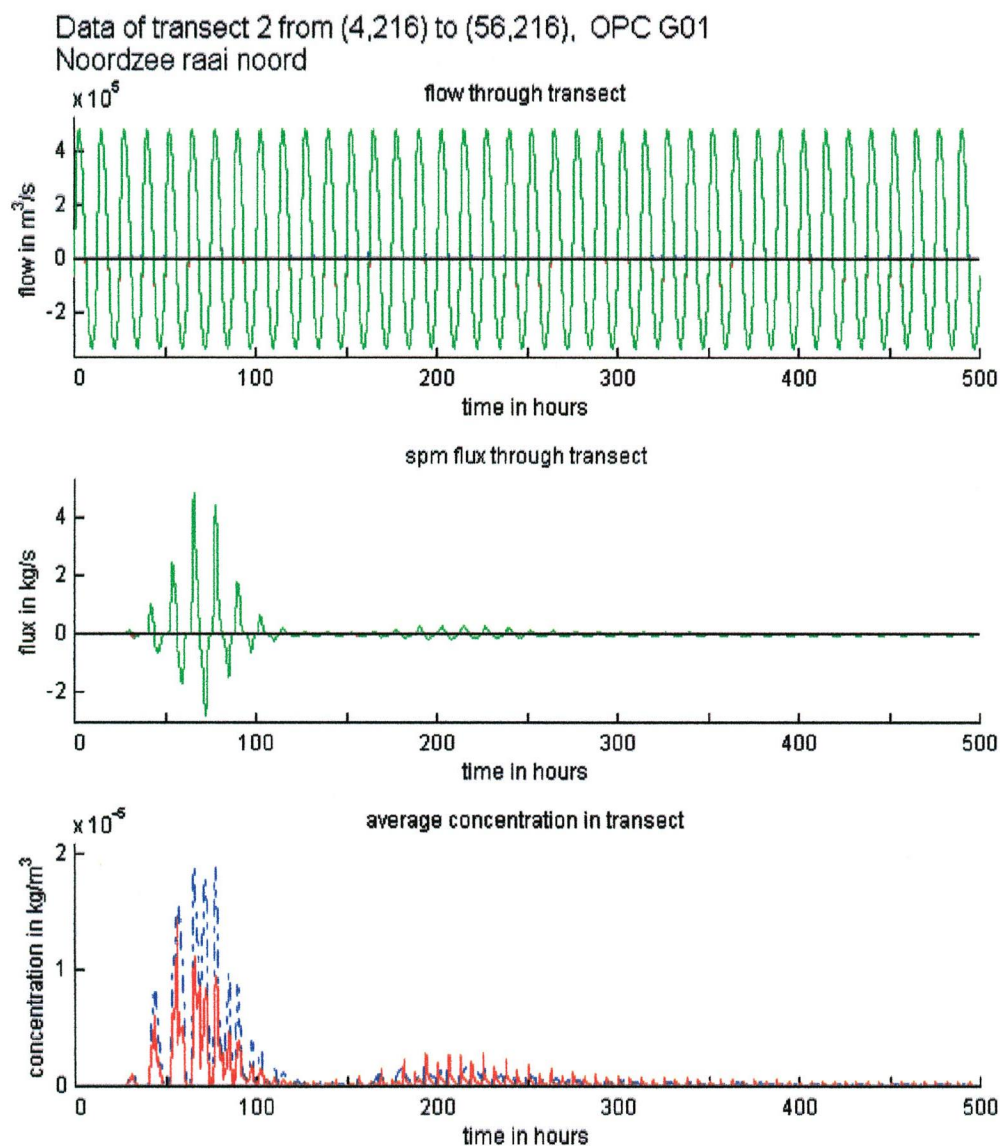 Data of transect 2 from (4,216) to (56,216), OPC G01
Noordzee raai noord
x 10^5
flow through transect
flow in m³/s
4
2
0
-2
0 100 200 300 400 500
time in hours
spm flux through transect
flux in kg/s
4
2
0
-2
0 100 200 300 400 500
time in hours
x 10^-5
average concentration in transect
concentration in kg/m³
2
1
0
0 100 200 300 400 500
time in hours